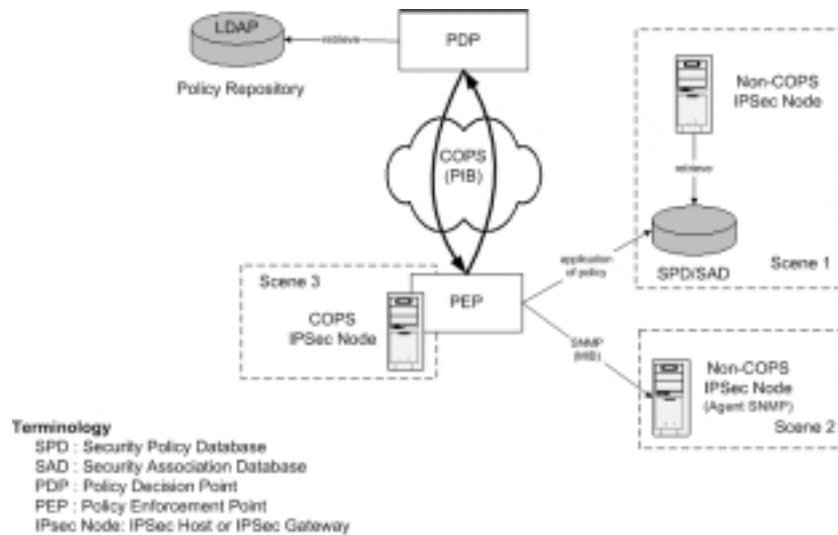 LDAP
retrieve
PDP
Policy Repository
Non-COPS
IPSec Node
COPS
(PIB)
retrieve
application
of policy
SPD/SAD
Scene 1
Scene 3
PEP
COPS
IPSec Node
SNMP
(MIB)
Non-COPS
IPSec Node
(Agent SNMP)
Scene 2
Terminology
SPD : Security Policy Database
SAD : Security Association Database
PDP : Policy Decision Point
PEP : Policy Enforcement Point
IPsec Node: IPSec Host or IPSec Gateway